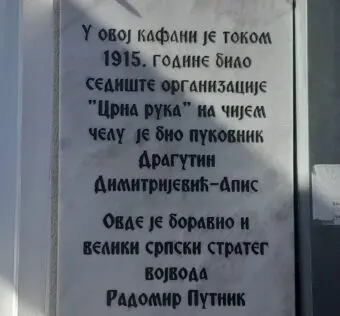 У овој кафани је током
1915. године било
седиште организације
"Црна рука" на чијем
челу је био пуковник
Драгутин
Димитријевић-Апис
Овде је боравио и
велики српски стратег
војвода
Радомир Путник